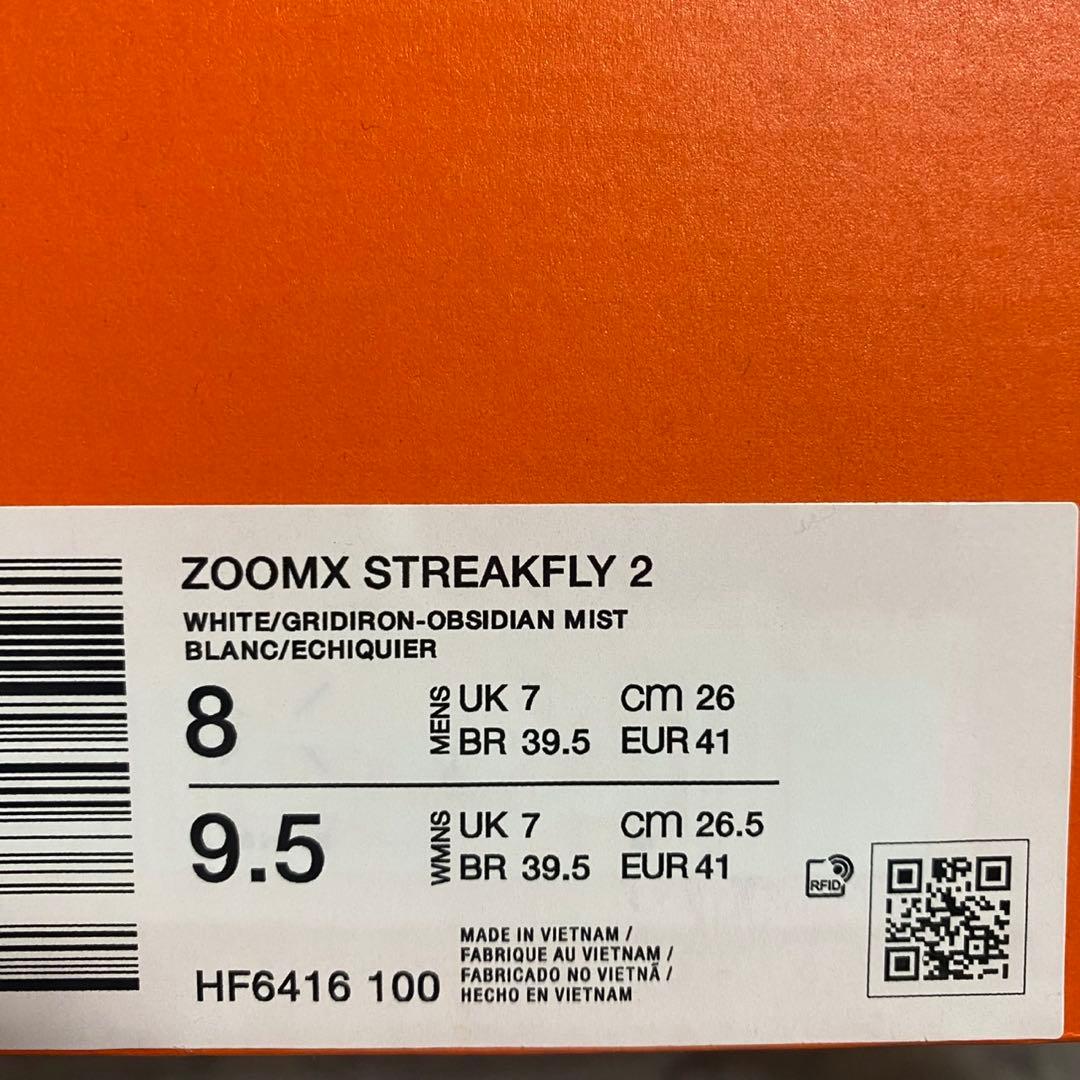 ZOOMX STREAKFLY 2
WHITE/GRIDIRON-OBSIDIAN MIST
BLANC/ECHIQUIER
8 MENS UK 7 CM 26
BR 39.5 EUR 41
9.5 WMNS UK 7 CM 26.5
BR 39.5 EUR 41
RFID
MADE IN VIETNAM /
FABRIQUE AU VIETNAM /
FABRICADO NO VIETNÃ /
HECHO EN VIETNAM
HF6416 100